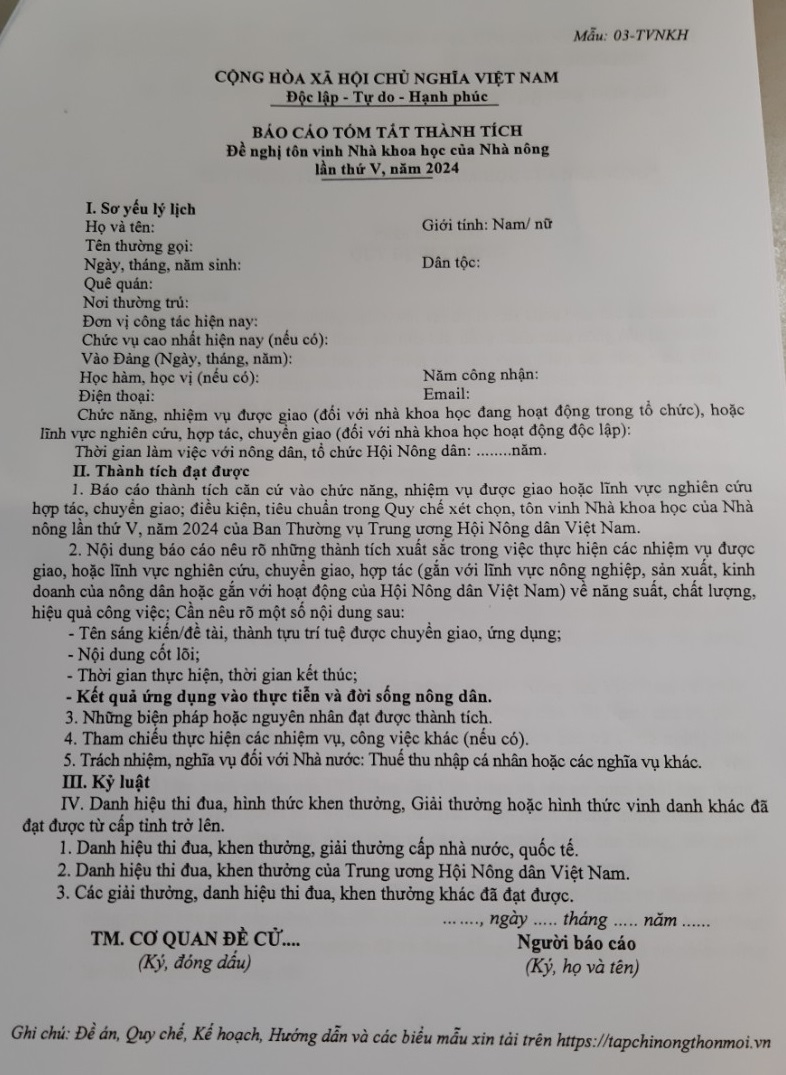 Mẫu: 03-TVNKH
CỘNG HÒA XÃ HỘI CHỦ NGHĨA VIỆT NAM
Độc lập - Tự do - Hạnh phúc
BÁO CÁO TÓM TẮT THÀNH TÍCH
Đề nghị tôn vinh Nhà khoa học của Nhà nông
lần thứ V, năm 2024
I. Sơ yếu lý lịch
Họ và tên: Giới tính: Nam/ nữ
Tên thường gọi:
Ngày, tháng, năm sinh: Dân tộc:
Quê quán:
Nơi thường trú:
Đơn vị công tác hiện nay:
Chức vụ cao nhất hiện nay (nếu có):
Vào Đảng (Ngày, tháng, năm):
Học hàm, học vị (nếu có): Năm công nhận:
Điện thoại: Email:
Chức năng, nhiệm vụ được giao (đối với nhà khoa học đang hoạt động trong tổ chức), hoặc
lĩnh vực nghiên cứu, hợp tác, chuyển giao (đối với nhà khoa học hoạt động độc lập):
Thời gian làm việc với nông dân, tổ chức Hội Nông dân: ........năm.
II. Thành tích đạt được
1. Báo cáo thành tích căn cứ vào chức năng, nhiệm vụ được giao hoặc lĩnh vực nghiên cứu
hợp tác, chuyển giao; điều kiện, tiêu chuẩn trong Quy chế xét chọn, tôn vinh Nhà khoa học của Nhà
nông lần thứ V, năm 2024 của Ban Thường vụ Trung ương Hội Nông dân Việt Nam.
2. Nội dung báo cáo nêu rõ những thành tích xuất sắc trong việc thực hiện các nhiệm vụ được
giao, hoặc lĩnh vực nghiên cứu, chuyển giao, hợp tác (gắn với lĩnh vực nông nghiệp, sản xuất, kinh
doanh của nông dân hoặc gắn với hoạt động của Hội Nông dân Việt Nam) về năng suất, chất lượng,
hiệu quả công việc; Cần nêu rõ một số nội dung sau:
- Tên sáng kiến/đề tài, thành tựu trí tuệ được chuyển giao, ứng dụng;
- Nội dung cốt lõi;
- Thời gian thực hiện, thời gian kết thúc;
- Kết quả ứng dụng vào thực tiễn và đời sống nông dân.
3. Những biện pháp hoặc nguyên nhân đạt được thành tích.
4. Tham chiếu thực hiện các nhiệm vụ, công việc khác (nếu có).
5. Trách nhiệm, nghĩa vụ đối với Nhà nước: Thuế thu nhập cá nhân hoặc các nghĩa vụ khác.
III. Kỷ luật
IV. Danh hiệu thi đua, hình thức khen thưởng, Giải thưởng hoặc hình thức vinh danh khác đã
đạt được từ cấp tỉnh trở lên.
1. Danh hiệu thi đua, khen thưởng, giải thưởng cấp nhà nước, quốc tế.
2. Danh hiệu thi đua, khen thưởng của Trung ương Hội Nông dân Việt Nam.
3. Các giải thưởng, danh hiệu thi đua, khen thưởng khác đã đạt được.
... ...., ngày ..... tháng ..... năm ......
TM. CƠ QUAN ĐỀ CỬ.... Người báo cáo
(Ký, đóng dấu) (Ký, họ và tên)
Ghi chú: Đề án, Quy chế, Kế hoạch, Hướng dẫn và các biểu mẫu xin tải trên https://tapchinongthonmoi.vn